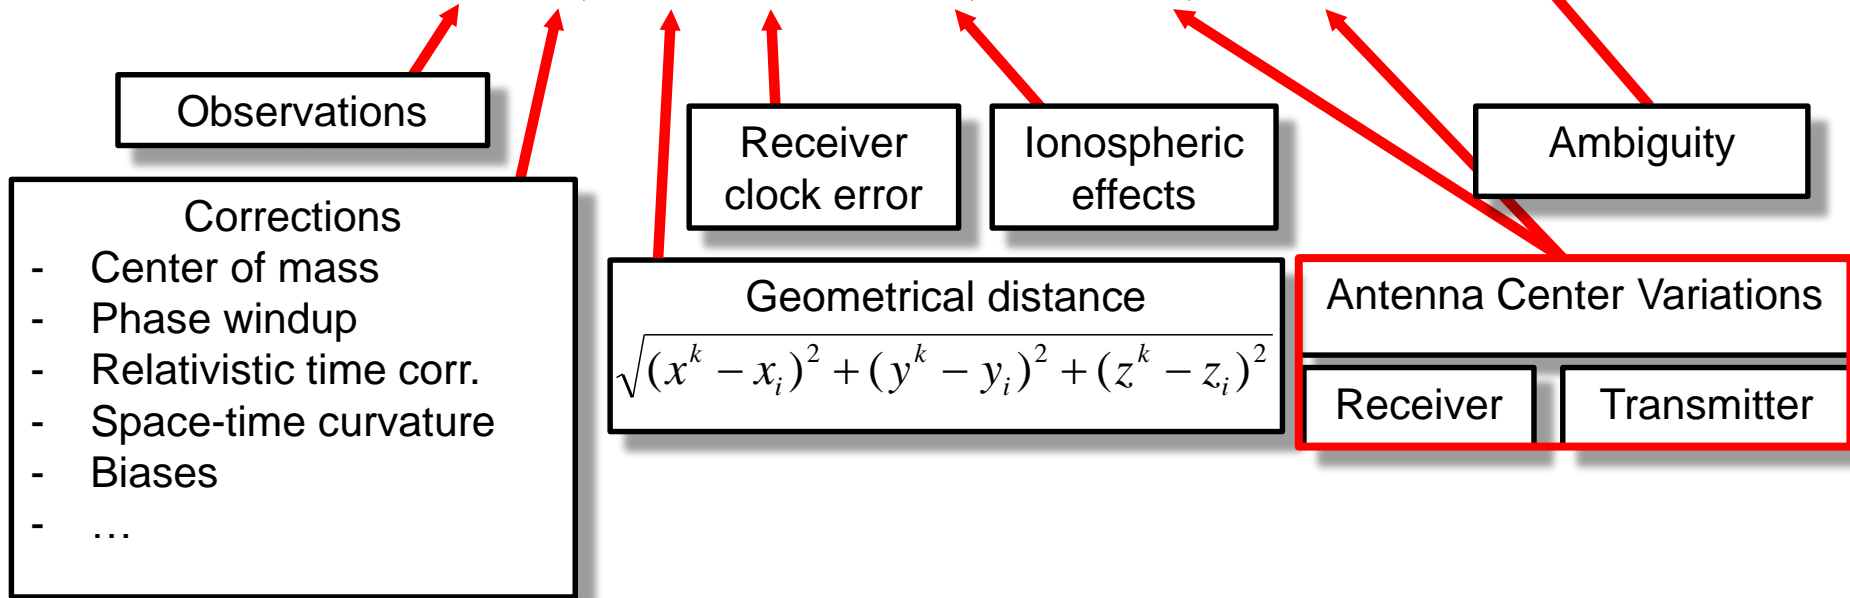 Observations
Corrections
- Center of mass
- Phase windup
- Relativistic time corr.
- Space-time curvature
- Biases
- …
Receiver
clock error
Ionospheric
effects
Ambiguity
Geometrical distance
√((x^k − x_i)^2 + (y^k − y_i)^2 + (z^k − z_i)^2)
Antenna Center Variations
Receiver
Transmitter